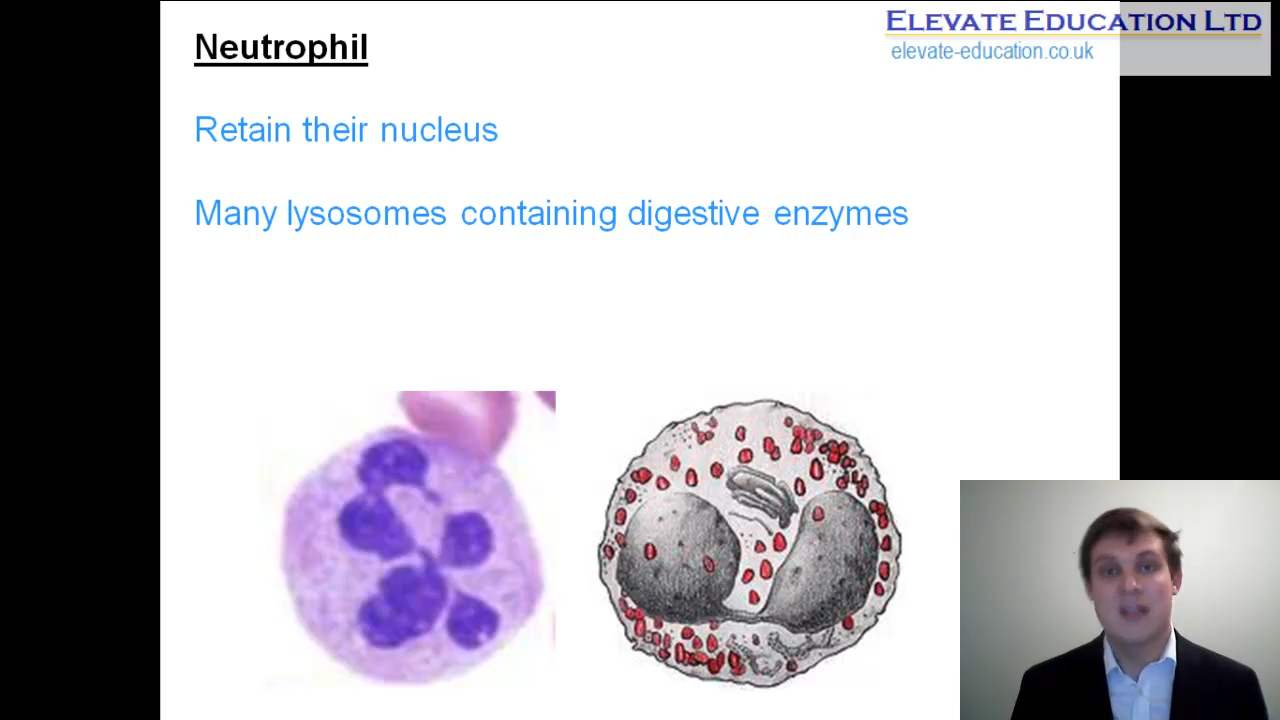 Neutrophil
ELEVATE EDUCATION LTD
elevate-education.co.uk
Retain their nucleus
Many lysosomes containing digestive enzymes